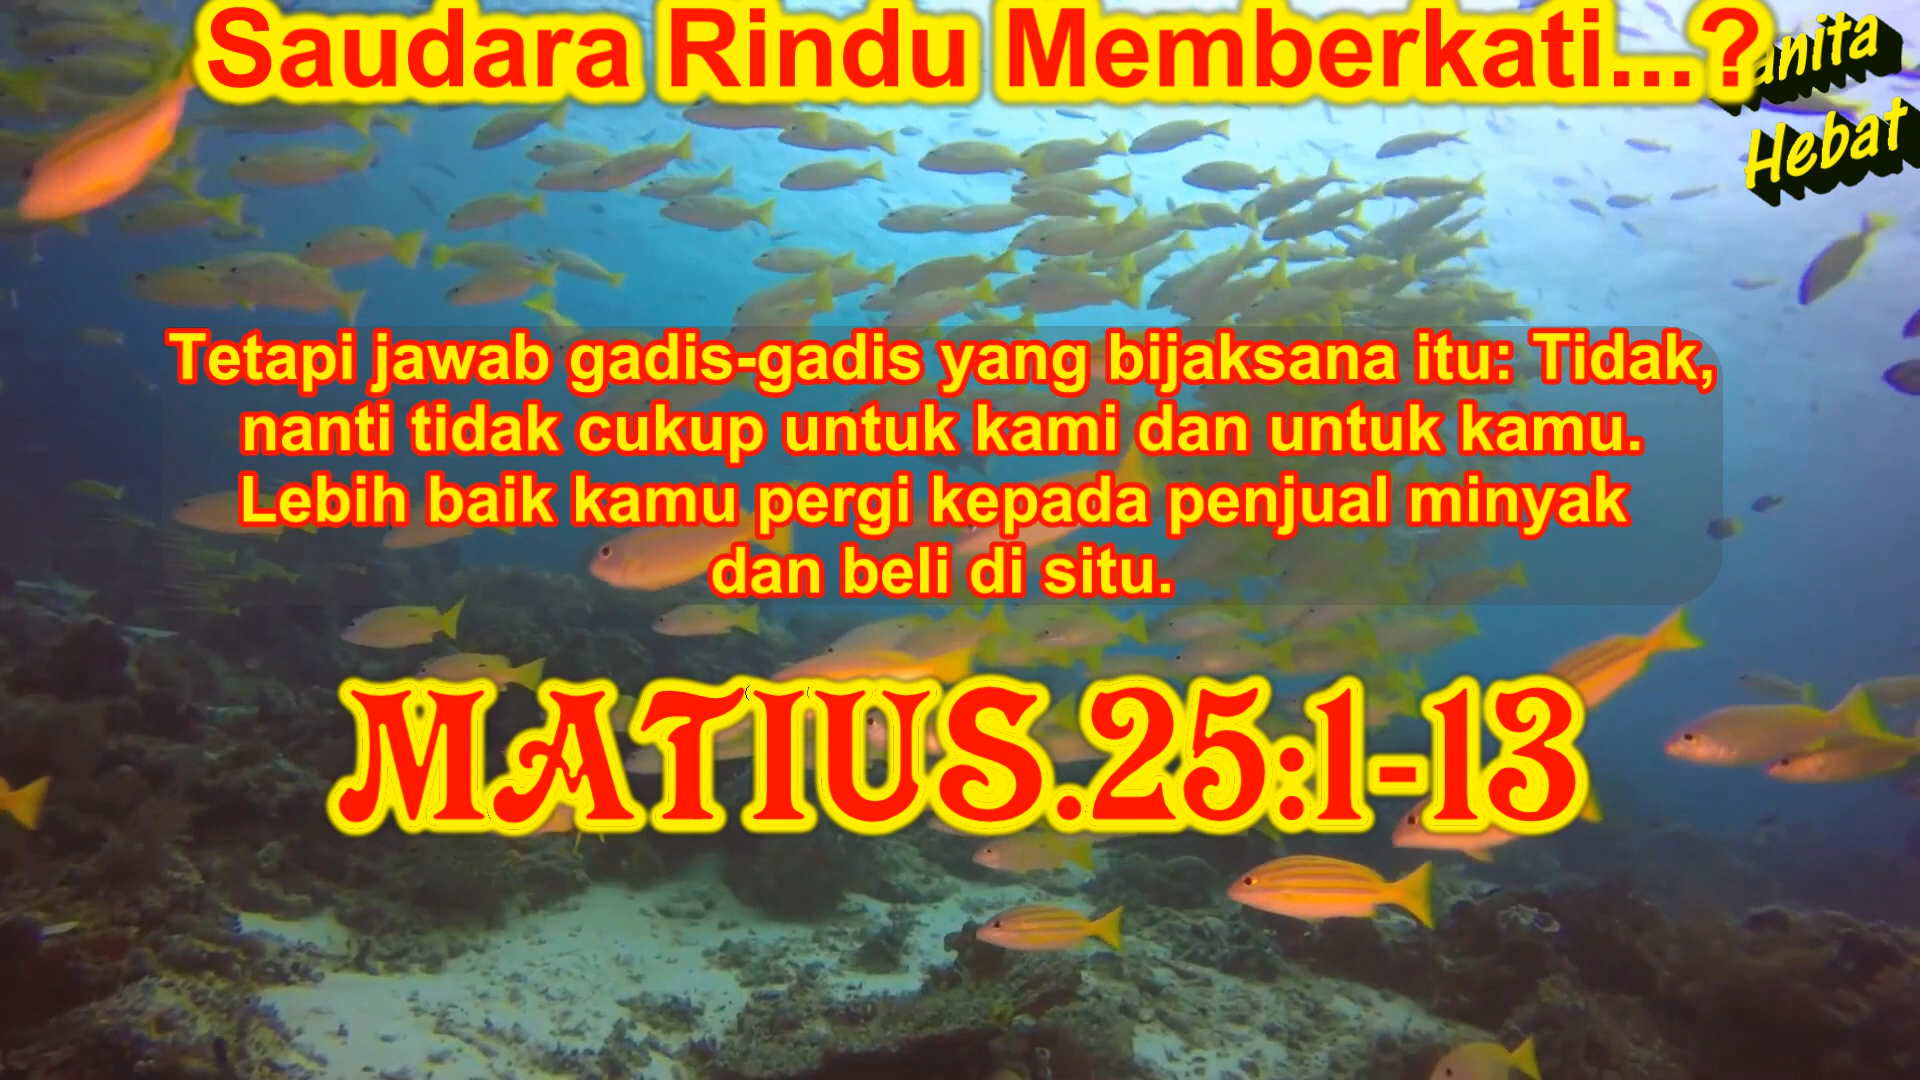 Saudara Rindu Memberkati...?
anita
Hebat
Tetapi jawab gadis-gadis yang bijaksana itu: Tidak,
nanti tidak cukup untuk kami dan untuk kamu.
Lebih baik kamu pergi kepada penjual minyak
dan beli di situ.
MATIUS.25:1-13